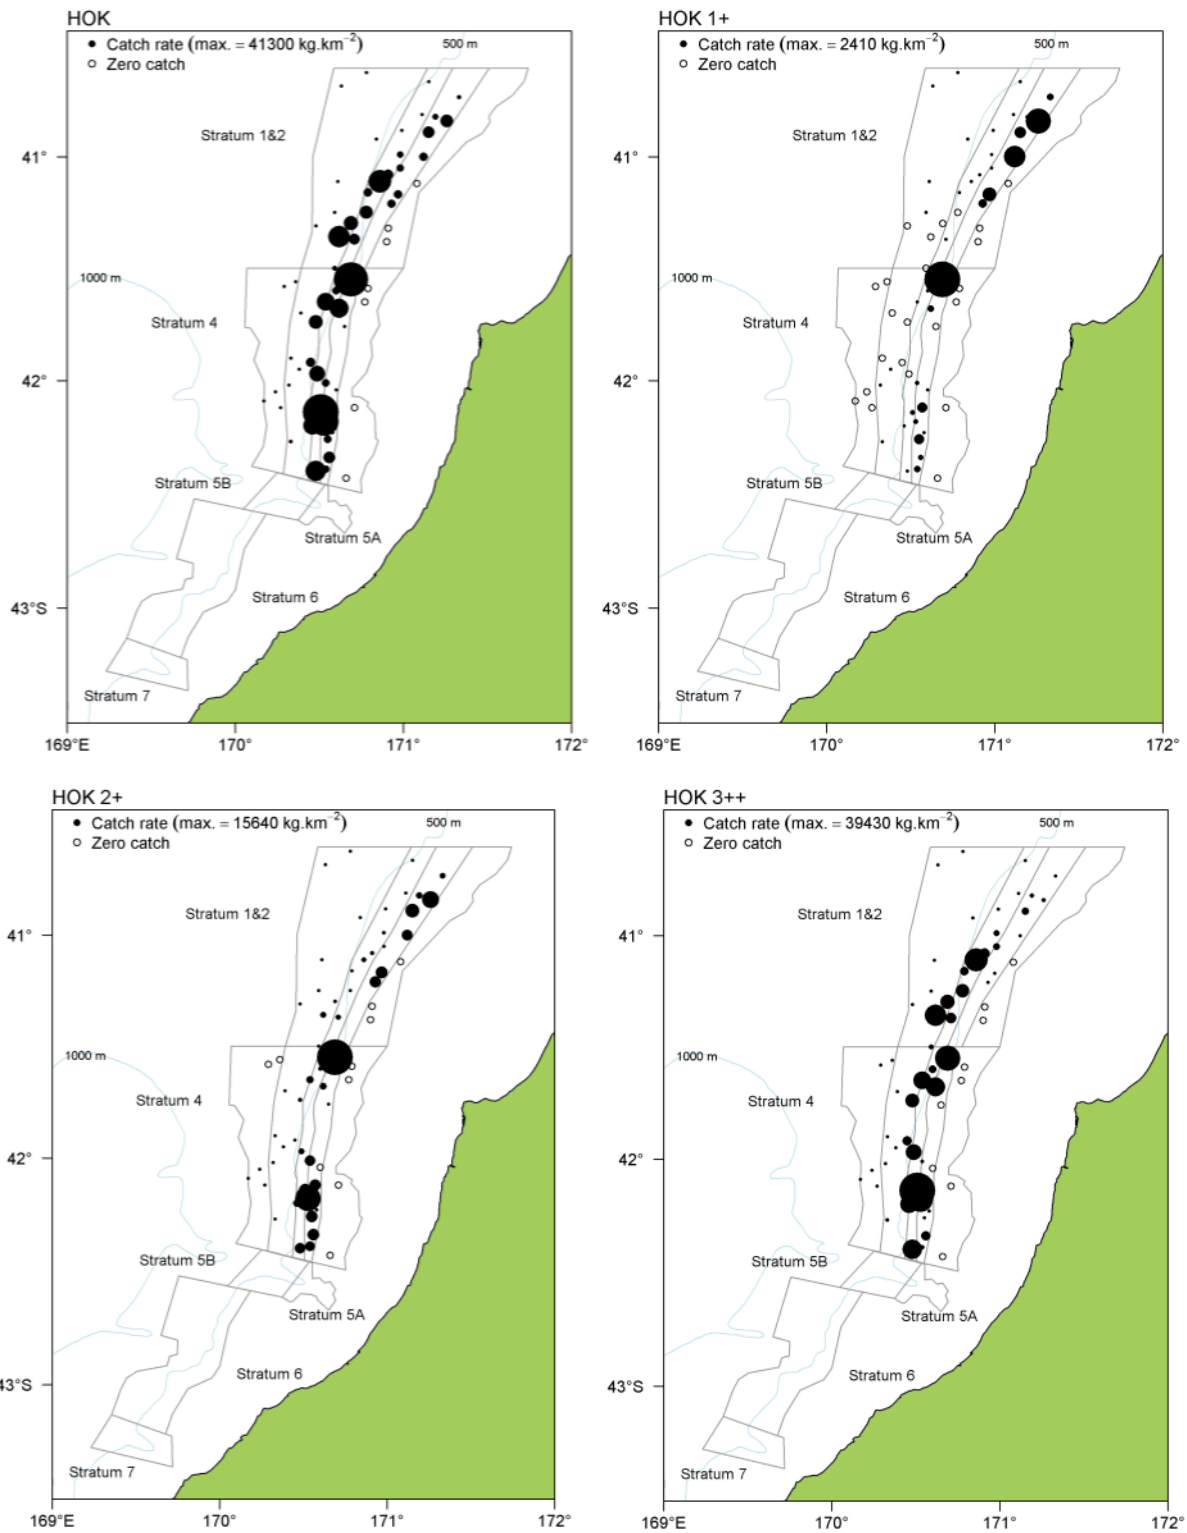 HOK
Catch rate (max. = 41300 kg.km⁻²)
Zero catch
500 m
Stratum 1&2
41°
1000 m
Stratum 4
42°
Stratum 5B
Stratum 5A
Stratum 6
43°S
Stratum 7
169°E 170° 171° 172°
HOK 1+
Catch rate (max. = 2410 kg.km⁻²)
Zero catch
500 m
Stratum 1&2
41°
1000 m
Stratum 4
42°
Stratum 5B
Stratum 5A
Stratum 6
43°S
Stratum 7
169°E 170° 171° 172°
HOK 2+
Catch rate (max. = 15640 kg.km⁻²)
Zero catch
500 m
Stratum 1&2
41°
1000 m
Stratum 4
42°
Stratum 5B
Stratum 5A
Stratum 6
43°S
Stratum 7
169°E 170° 171° 172°
HOK 3++
Catch rate (max. = 39430 kg.km⁻²)
Zero catch
500 m
Stratum 1&2
41°
1000 m
Stratum 4
42°
Stratum 5B
Stratum 5A
Stratum 6
43°S
Stratum 7
169°E 170° 171° 172°